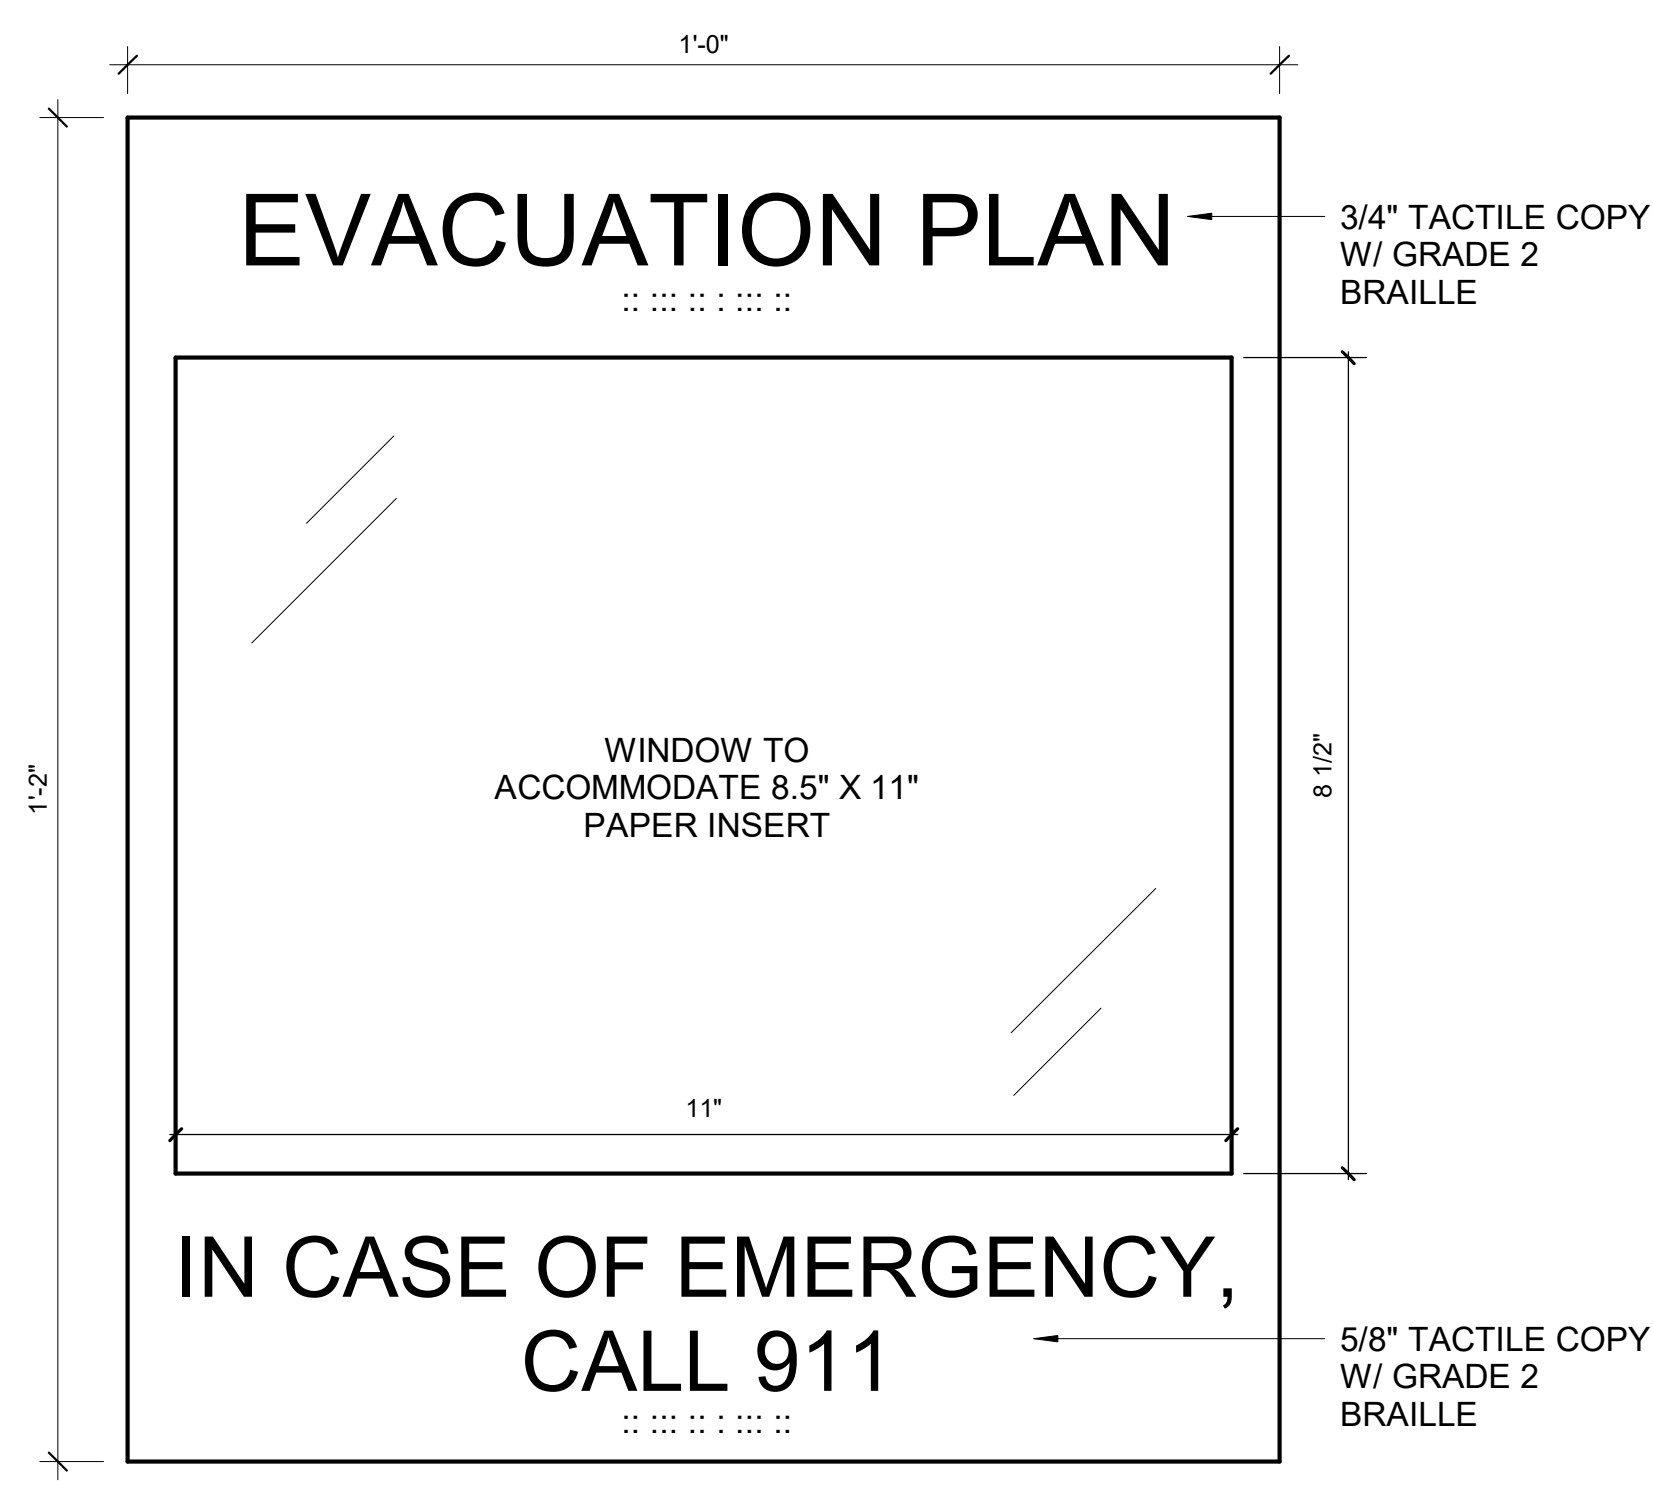 1'-0"
EVACUATION PLAN
3/4" TACTILE COPY
W/ GRADE 2
BRAILLE
WINDOW TO
ACCOMMODATE 8.5" X 11"
PAPER INSERT
1'-2"
8 1/2"
11"
IN CASE OF EMERGENCY,
CALL 911
5/8" TACTILE COPY
W/ GRADE 2
BRAILLE